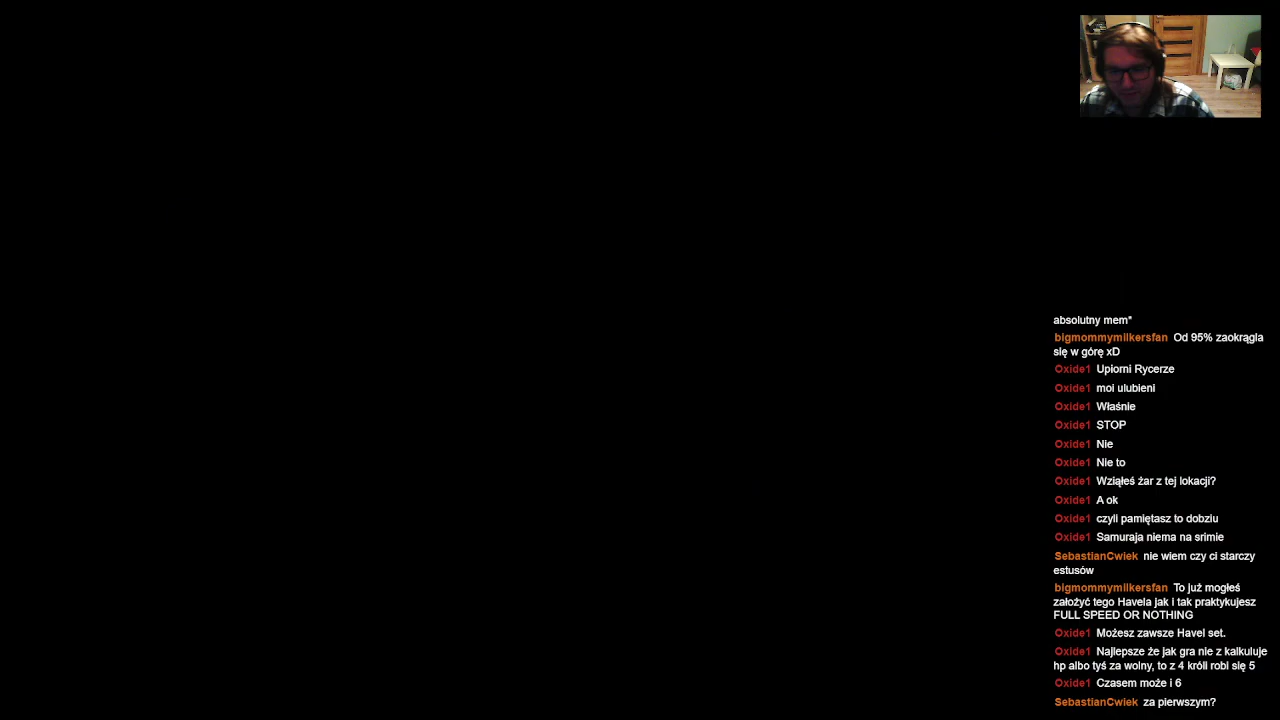 absolutny mem"
bigmommymilkersfan Od 95% zaokrągla
się w górę xD
Oxide1 Upiorni Rycerze
Oxide1 moi ulubieni
Oxide1 Właśnie
Oxide1 STOP
Oxide1 Nie
Oxide1 Nie to
Oxide1 Wziąłeś żar z tej lokacji?
Oxide1 A ok
Oxide1 czyli pamiętasz to dobziu
Oxide1 Samuraja niema na srimie
SebastianCwiek nie wiem czy ci starczy
estusów
bigmommymilkersfan To już mogłeś
założyć tego Havela jak i tak praktykujesz
FULL SPEED OR NOTHING
Oxide1 Możesz zawsze Havel set.
Oxide1 Najlepsze że jak gra nie z kalkuluje
hp albo tyś za wolny, to z 4 króli robi się 5
Oxide1 Czasem może i 6
SebastianCwiek za pierwszym?